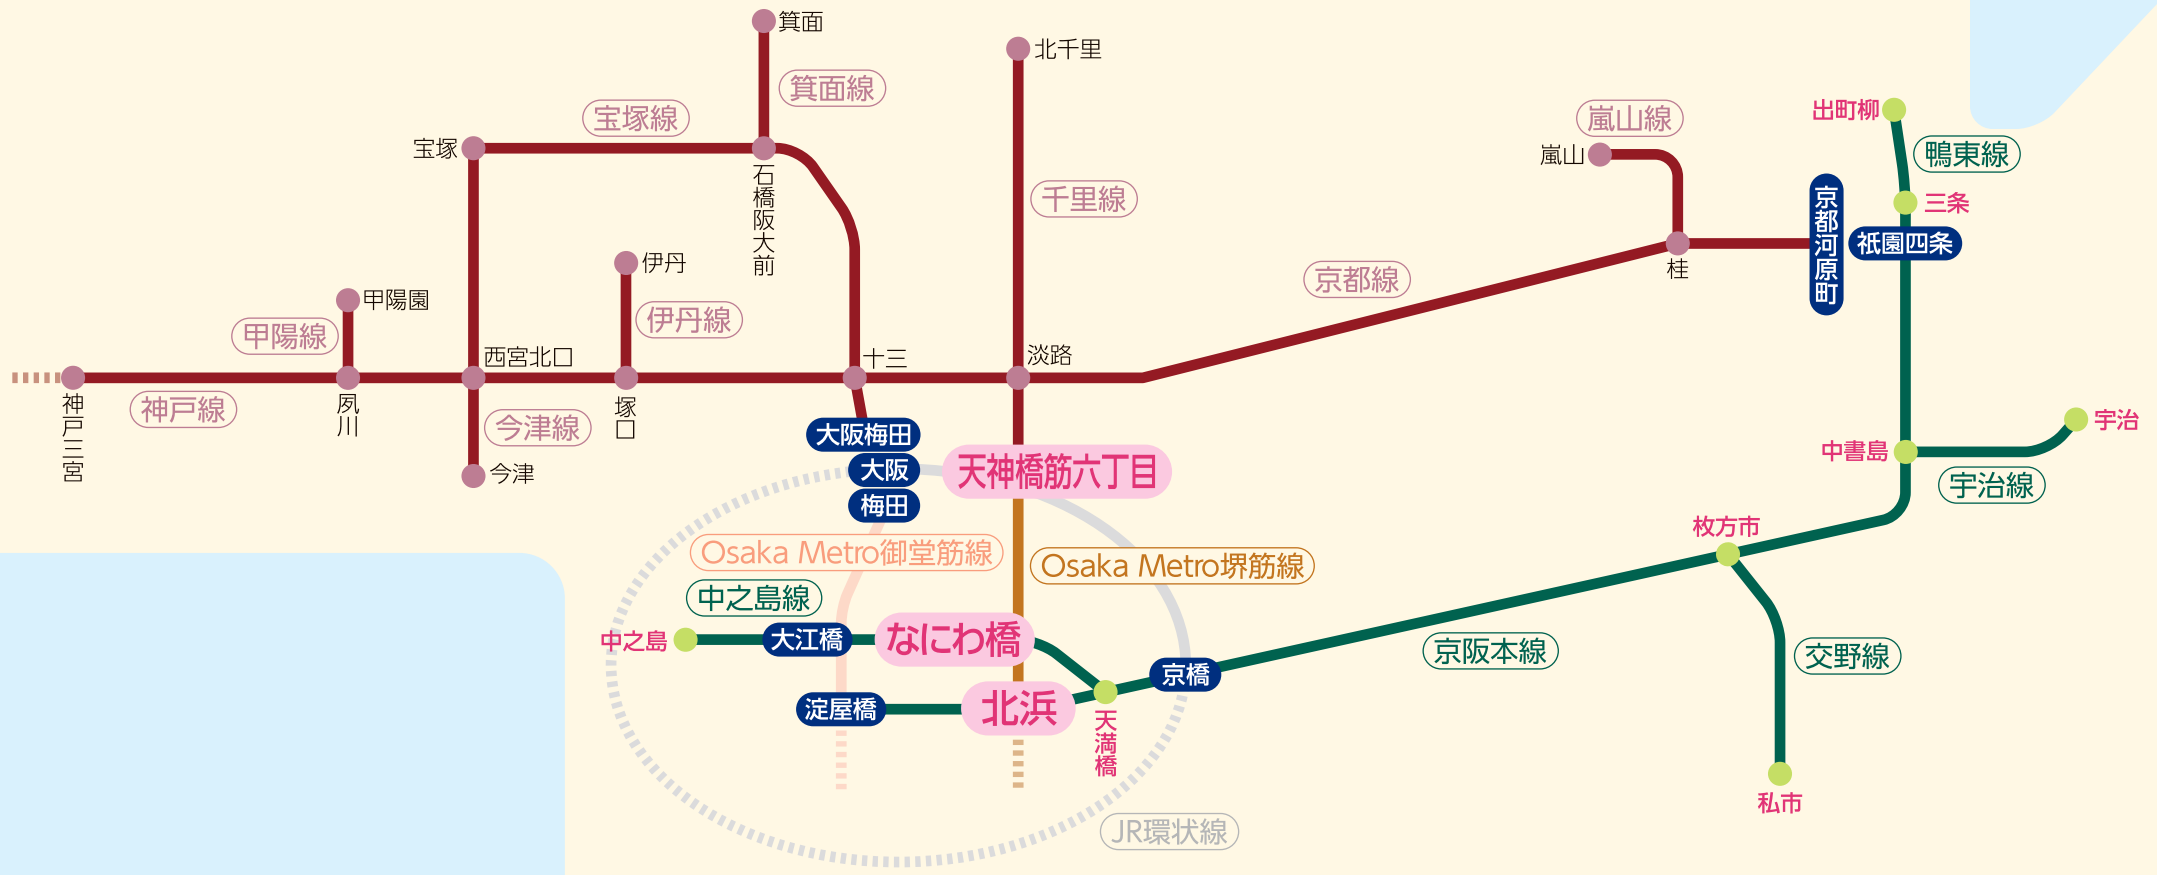 箕面
北千里
箕面線
宝塚線
嵐山線
出町柳
宝塚
嵐山
鴨東線
石橋阪大前
千里線
京都河原町
三条
祇園四条
伊丹
桂
京都線
甲陽園
伊丹線
甲陽線
西宮北口
十三
淡路
神戸三宮
神戸線
夙川
塚口
今津線
今津
大阪梅田
大阪
梅田
天神橋筋六丁目
宇治
中書島
宇治線
枚方市
Osaka Metro御堂筋線
Osaka Metro堺筋線
中之島線
中之島
大江橋
なにわ橋
京阪本線
交野線
京橋
淀屋橋
北浜
天満橋
私市
JR環状線